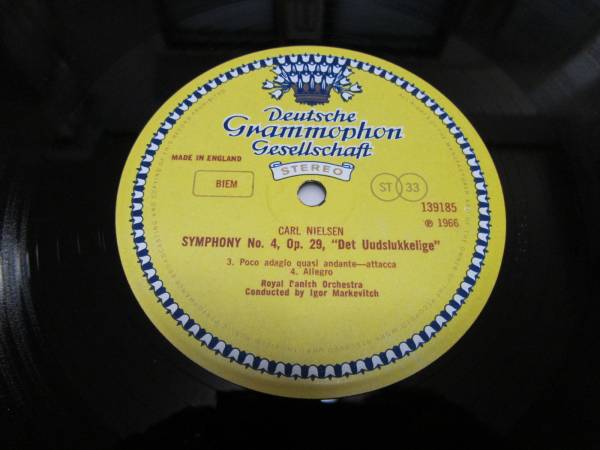 Deutsche
Grammophon
Gesellschaft
STEREO
MADE IN ENGLAND
BIEM
ST 33
139185
℗ 1966
CARL NIELSEN
SYMPHONY No. 4, Op. 29, "Det Uudslukkelige"
3. Poco adagio quasi andante—attacca
4. Allegro
Royal Danish Orchestra
Conducted by Igor Markevitch